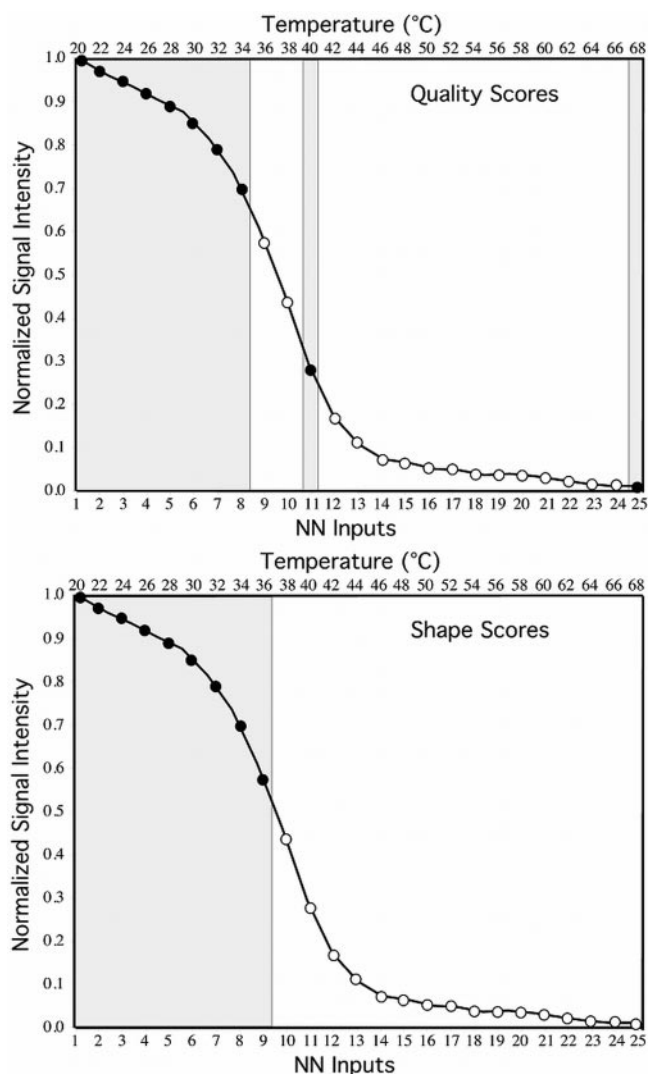 Temperature (°C)
20 22 24 26 28 30 32 34 36 38 40 42 44 46 48 50 52 54 56 58 60 62 64 66 68
Quality Scores
Normalized Signal Intensity
1.0
0.9
0.8
0.7
0.6
0.5
0.4
0.3
0.2
0.1
0.0
1 2 3 4 5 6 7 8 9 10 11 12 13 14 15 16 17 18 19 20 21 22 23 24 25
NN Inputs
Temperature (°C)
20 22 24 26 28 30 32 34 36 38 40 42 44 46 48 50 52 54 56 58 60 62 64 66 68
Shape Scores
Normalized Signal Intensity
1.0
0.9
0.8
0.7
0.6
0.5
0.4
0.3
0.2
0.1
0.0
1 2 3 4 5 6 7 8 9 10 11 12 13 14 15 16 17 18 19 20 21 22 23 24 25
NN Inputs